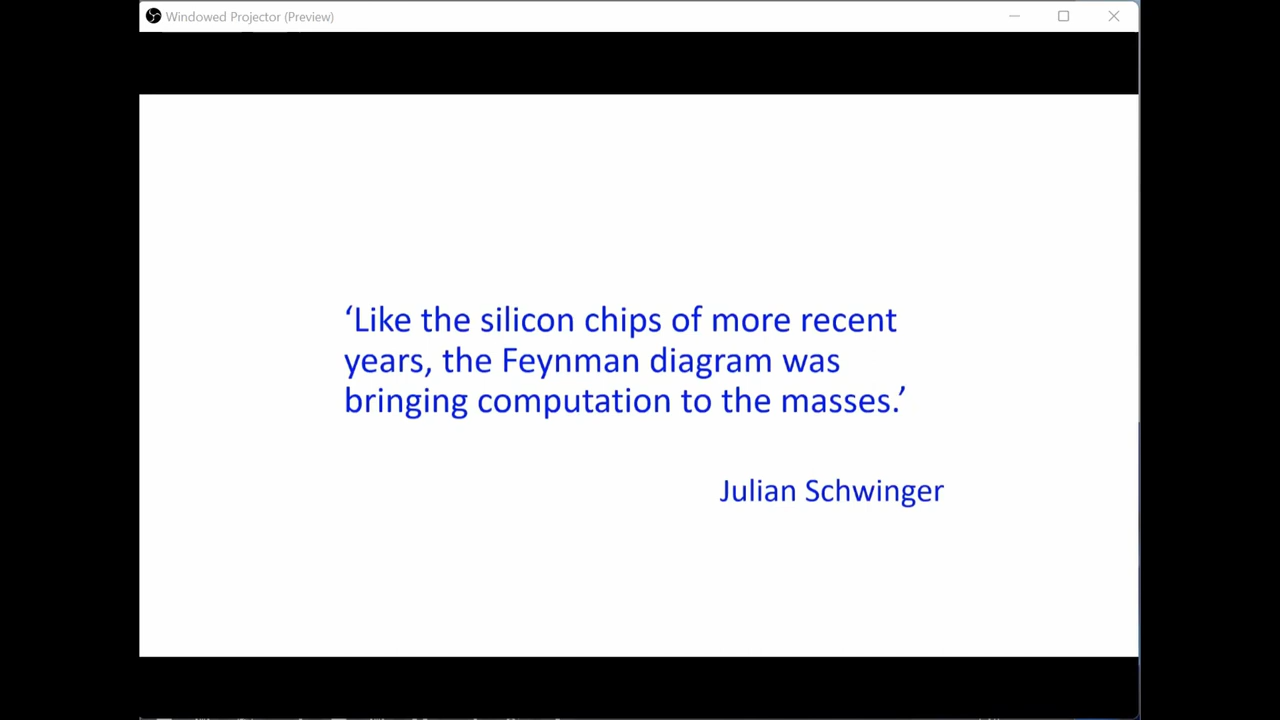 Windowed Projector (Preview)
‘Like the silicon chips of more recent
years, the Feynman diagram was
bringing computation to the masses.’
Julian Schwinger